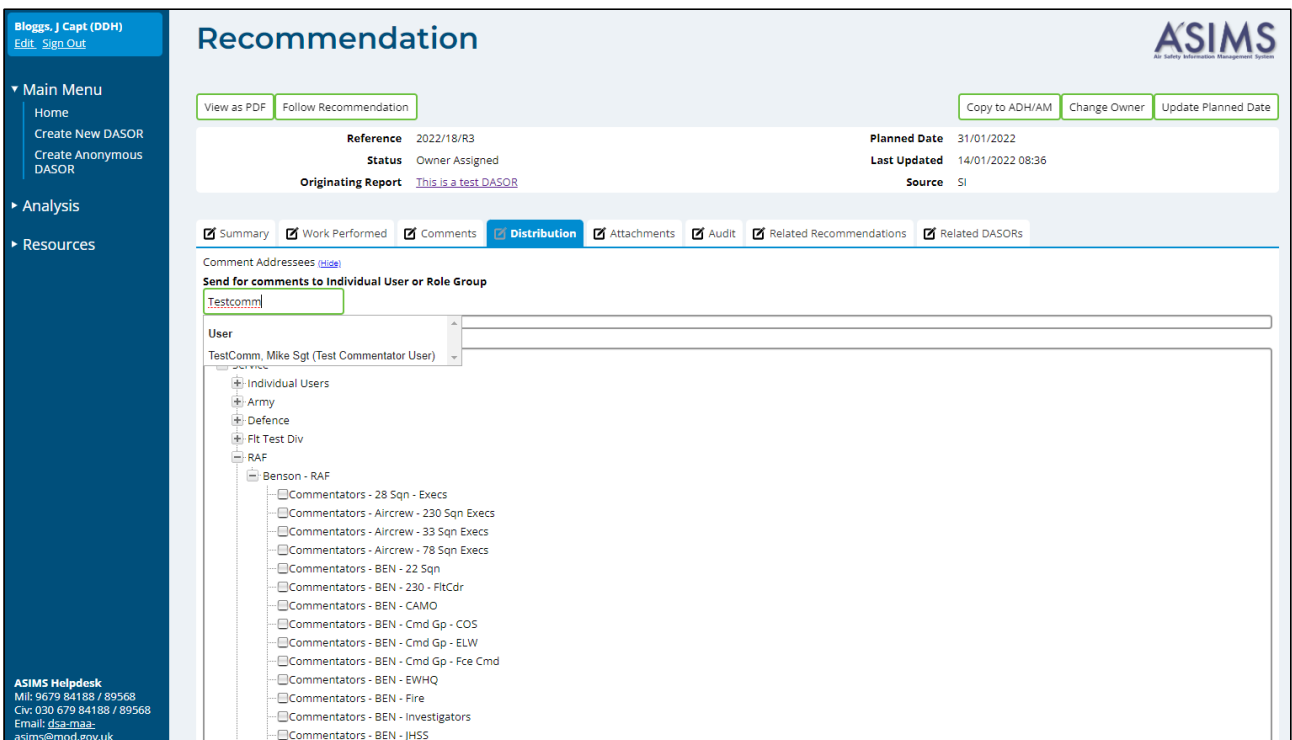 Bloggs, J Capt (DDH)
Edit Sign Out
Main Menu
Home
Create New DASOR
Create Anonymous
DASOR
Analysis
Resources
ASIMS Helpdesk
Mil: 9679 84188 / 89568
Civ: 030 679 84188 / 89568
Email: dsa-maa-
asims@mod.gov.uk
Recommendation
ASIMS
Air Safety Information Management System
View as PDF Follow Recommendation Copy to ADH/AM Change Owner Update Planned Date
Reference 2022/18/R3 Planned Date 31/01/2022
Status Owner Assigned Last Updated 14/01/2022 08:36
Originating Report This is a test DASOR Source SI
Summary Work Performed Comments Distribution Attachments Audit Related Recommendations Related DASORs
Comment Addressees (Hide)
Send for comments to Individual User or Role Group
Testcomm
User
TestComm, Mike Sgt (Test Commentator User)
Service
Individual Users
Army
Defence
Flt Test Div
RAF
Benson - RAF
Commentators - 28 Sqn - Execs
Commentators - Aircrew - 230 Sqn Execs
Commentators - Aircrew - 33 Sqn Execs
Commentators - Aircrew - 78 Sqn Execs
Commentators - BEN - 22 Sqn
Commentators - BEN - 230 - FltCdr
Commentators - BEN - CAMO
Commentators - BEN - Cmd Gp - COS
Commentators - BEN - Cmd Gp - ELW
Commentators - BEN - Cmd Gp - Fce Cmd
Commentators - BEN - EWHQ
Commentators - BEN - Fire
Commentators - BEN - Investigators
Commentators - BEN - JHSS